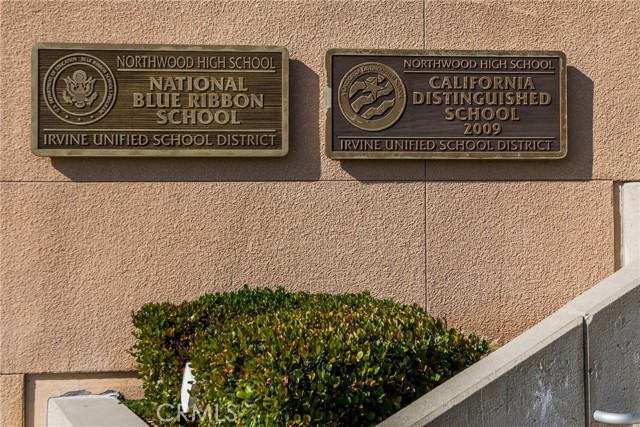 NORTHWOOD HIGH SCHOOL
NATIONAL
BLUE RIBBON
SCHOOL
IRVINE UNIFIED SCHOOL DISTRICT
NORTHWOOD HIGH SCHOOL
CALIFORNIA
DISTINGUISHED
SCHOOL
2009
IRVINE UNIFIED SCHOOL DISTRICT
CRMLS